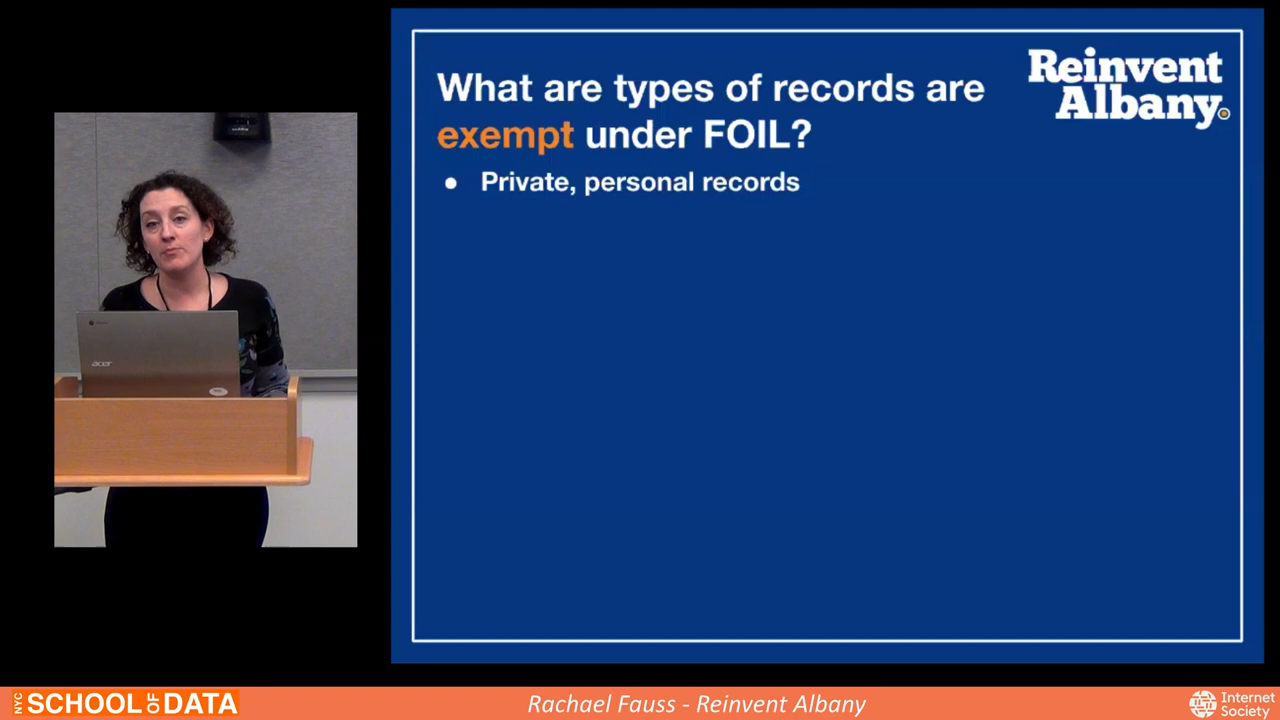 What are types of records are
exempt under FOIL?
• Private, personal records
Reinvent
Albany
acer
NYC SCHOOL OF DATA
Rachael Fauss - Reinvent Albany
Internet
Society